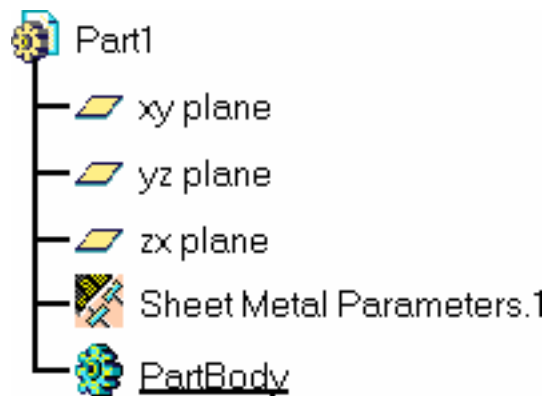 Part1
xy plane
yz plane
zx plane
Sheet Metal Parameters.1
PartBody